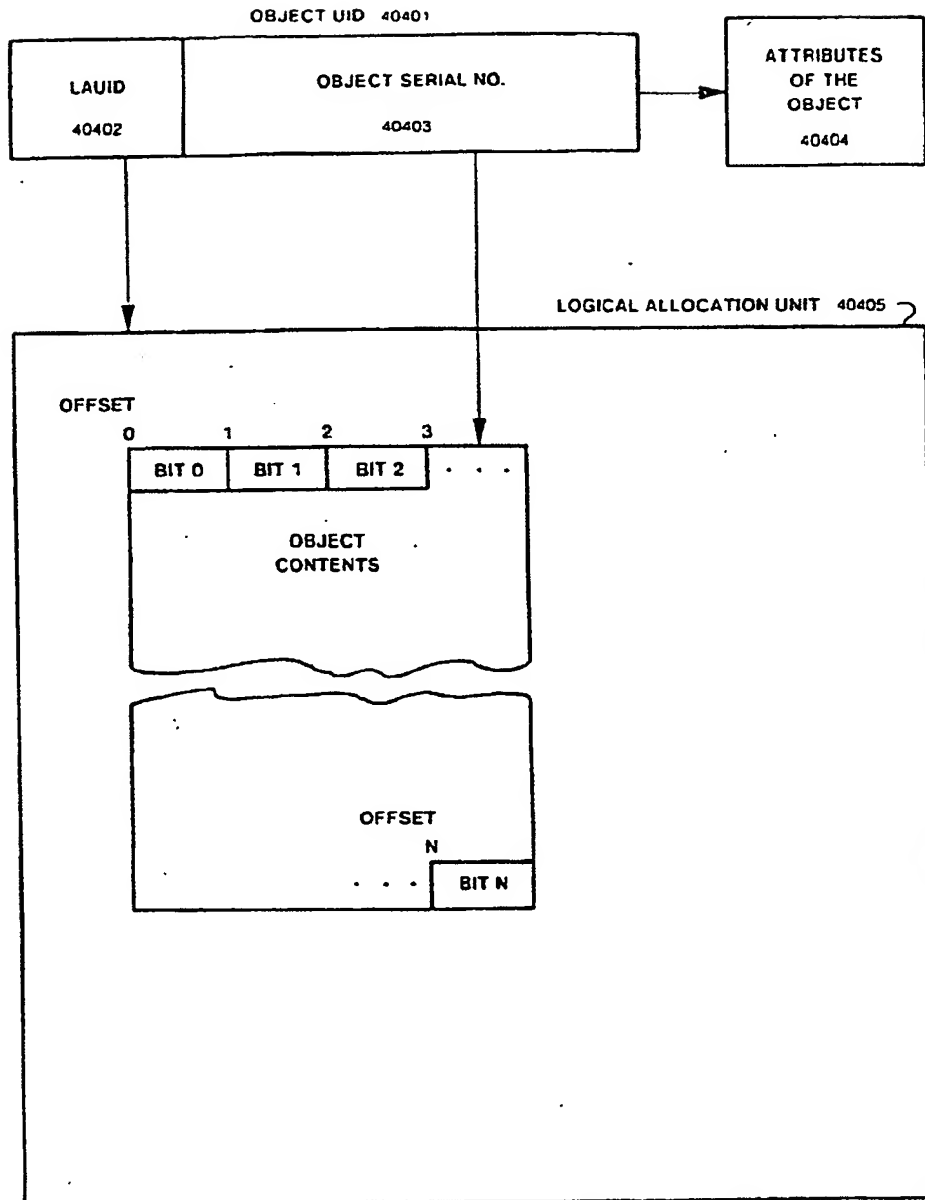 OBJECT UID 40401
LAUID
40402
OBJECT SERIAL NO.
40403
ATTRIBUTES
OF THE
OBJECT
40404
LOGICAL ALLOCATION UNIT 40405
OFFSET
0 1 2 3
BIT 0 BIT 1 BIT 2 . . .
OBJECT
CONTENTS
OFFSET
N
. . . BIT N